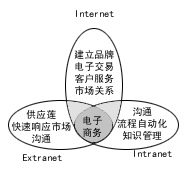 Internet
建立品牌
电子交易
客户服务
市场关系
供应莲
快速响应市场
沟通
电子
商务
沟通
流程自动化
知识管理
Extranet
Intranet